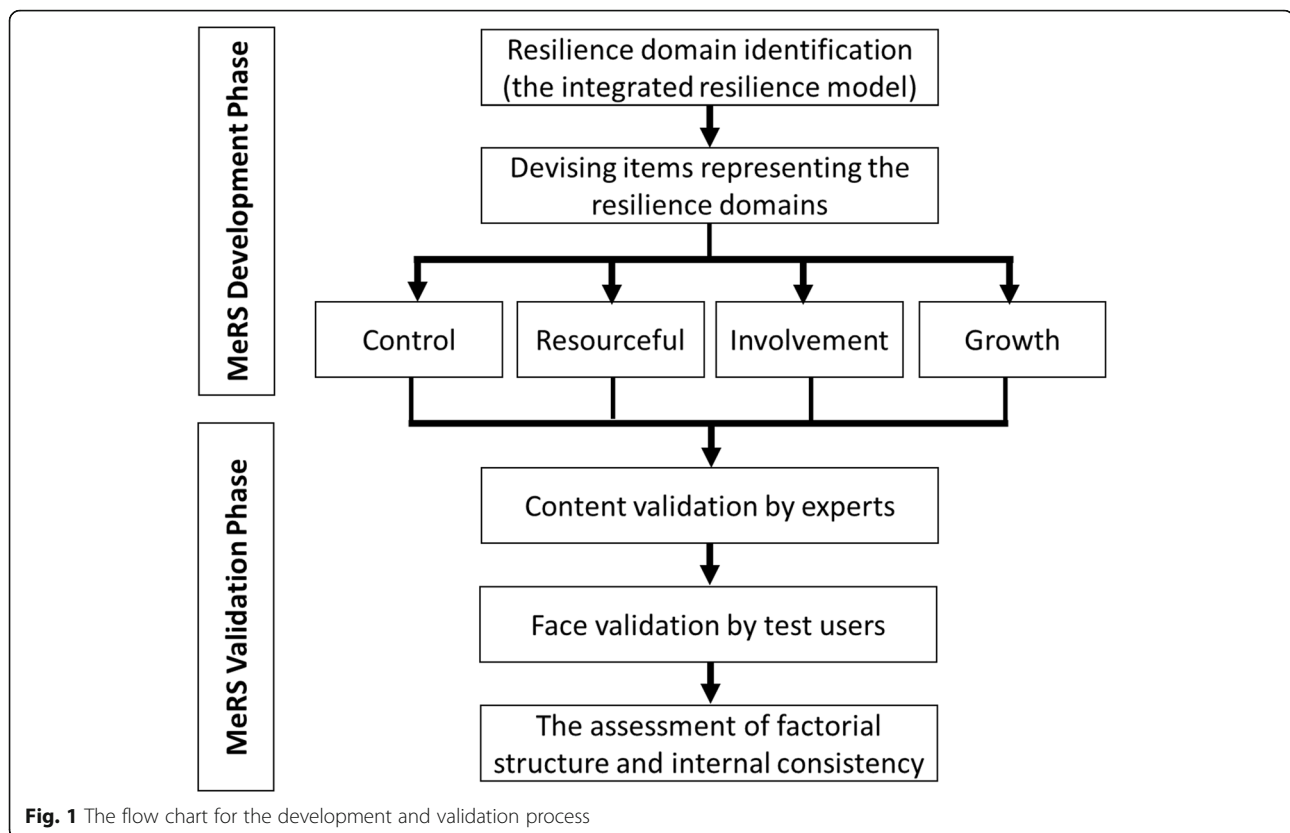 MeRS Development Phase
Resilience domain identification
(the integrated resilience model)
Devising items representing the
resilience domains
Control
Resourceful
Involvement
Growth
MeRS Validation Phase
Content validation by experts
Face validation by test users
The assessment of factorial
structure and internal consistency
Fig. 1 The flow chart for the development and validation process